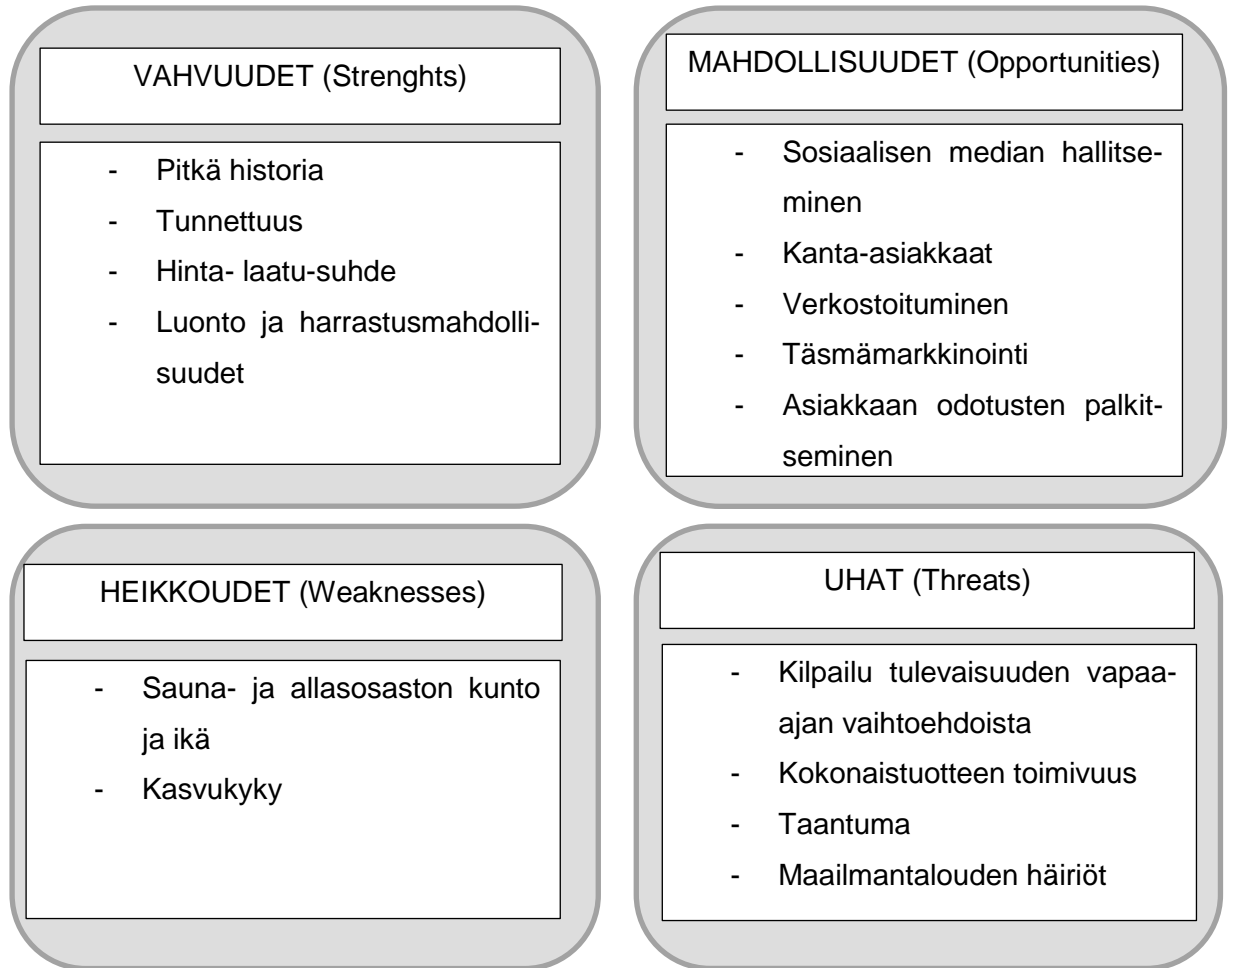 VAHVUUDET (Strenghts)
- Pitkä historia
- Tunnettuus
- Hinta- laatu-suhde
- Luonto ja harrastusmahdolli-
suudet
MAHDOLLISUUDET (Opportunities)
- Sosiaalisen median hallitse-
minen
- Kanta-asiakkaat
- Verkostoituminen
- Täsmämarkkinointi
- Asiakkaan odotusten palkit-
seminen
HEIKKOUDET (Weaknesses)
- Sauna- ja allasosaston kunto
ja ikä
- Kasvukyky
UHAT (Threats)
- Kilpailu tulevaisuuden vapaa-
ajan vaihtoehdoista
- Kokonaistuotteen toimivuus
- Taantuma
- Maailmantalouden häiriöt